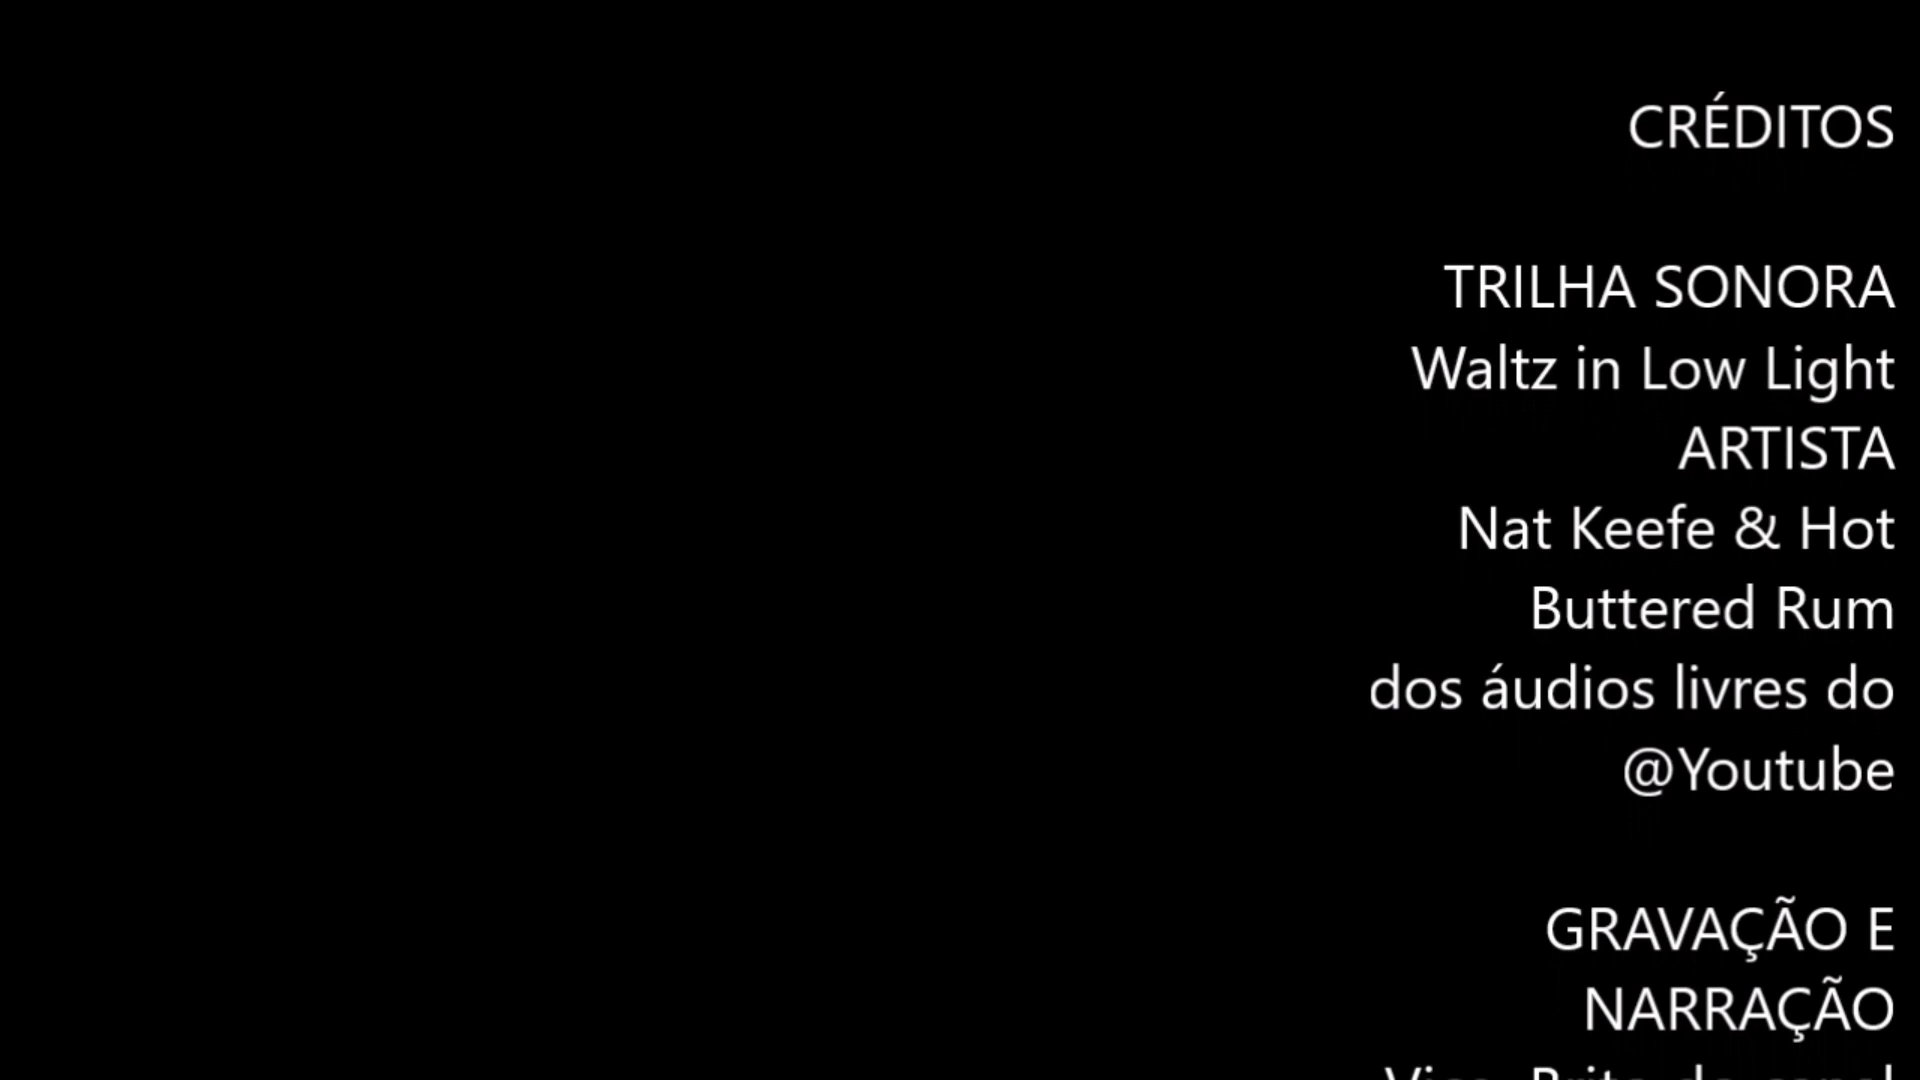 CRÉDITOS
TRILHA SONORA
Waltz in Low Light
ARTISTA
Nat Keefe & Hot
Buttered Rum
dos áudios livres do
@Youtube
GRAVAÇÃO E
NARRAÇÃO